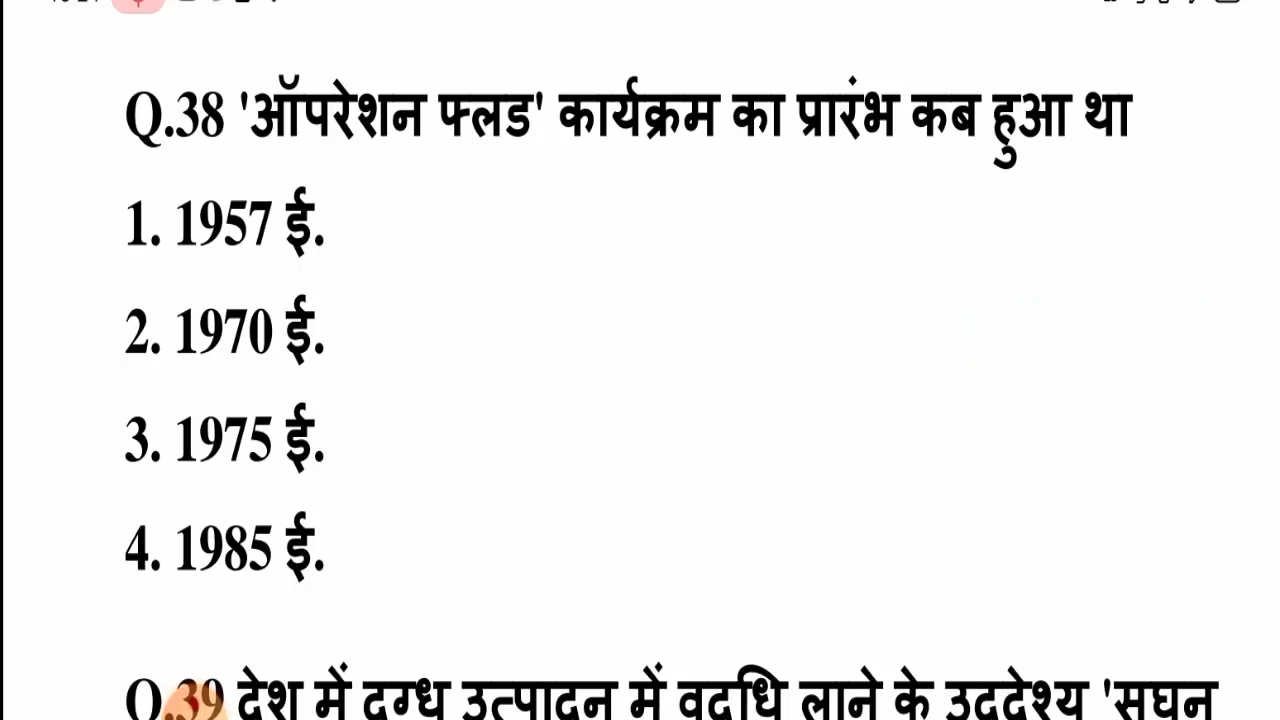 Q.38 'ऑपरेशन फ्लड' कार्यक्रम का प्रारंभ कब हुआ था
1. 1957 ई.
2. 1970 ई.
3. 1975 ई.
4. 1985 ई.
Q.39 देश में दुग्ध उत्पादन में वृद्धि लाने के उद्देश्य 'सघन